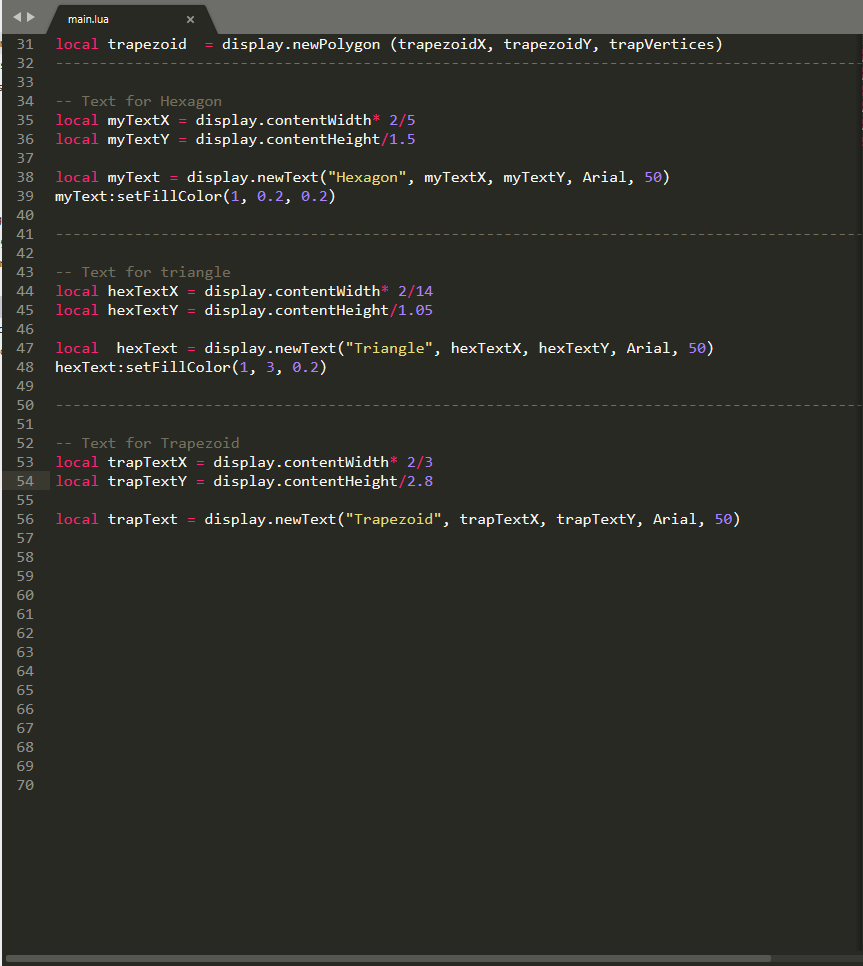 main.lua ×
31 local trapezoid  = display.newPolygon (trapezoidX, trapezoidY, trapVertices)
32 --------------------------------------------------------------------------------------------
33
34 -- Text for Hexagon
35 local myTextX = display.contentWidth* 2/5
36 local myTextY = display.contentHeight/1.5
37
38 local myText = display.newText("Hexagon", myTextX, myTextY, Arial, 50)
39 myText:setFillColor(1, 0.2, 0.2)
40
41 --------------------------------------------------------------------------------------------
42
43 -- Text for triangle
44 local hexTextX = display.contentWidth* 2/14
45 local hexTextY = display.contentHeight/1.05
46
47 local  hexText = display.newText("Triangle", hexTextX, hexTextY, Arial, 50)
48 hexText:setFillColor(1, 3, 0.2)
49
50 --------------------------------------------------------------------------------------------
51
52 -- Text for Trapezoid
53 local trapTextX = display.contentWidth* 2/3
54 local trapTextY = display.contentHeight/2.8
55
56 local trapText = display.newText("Trapezoid", trapTextX, trapTextY, Arial, 50)
57
58
59
60
61
62
63
64
65
66
67
68
69
70